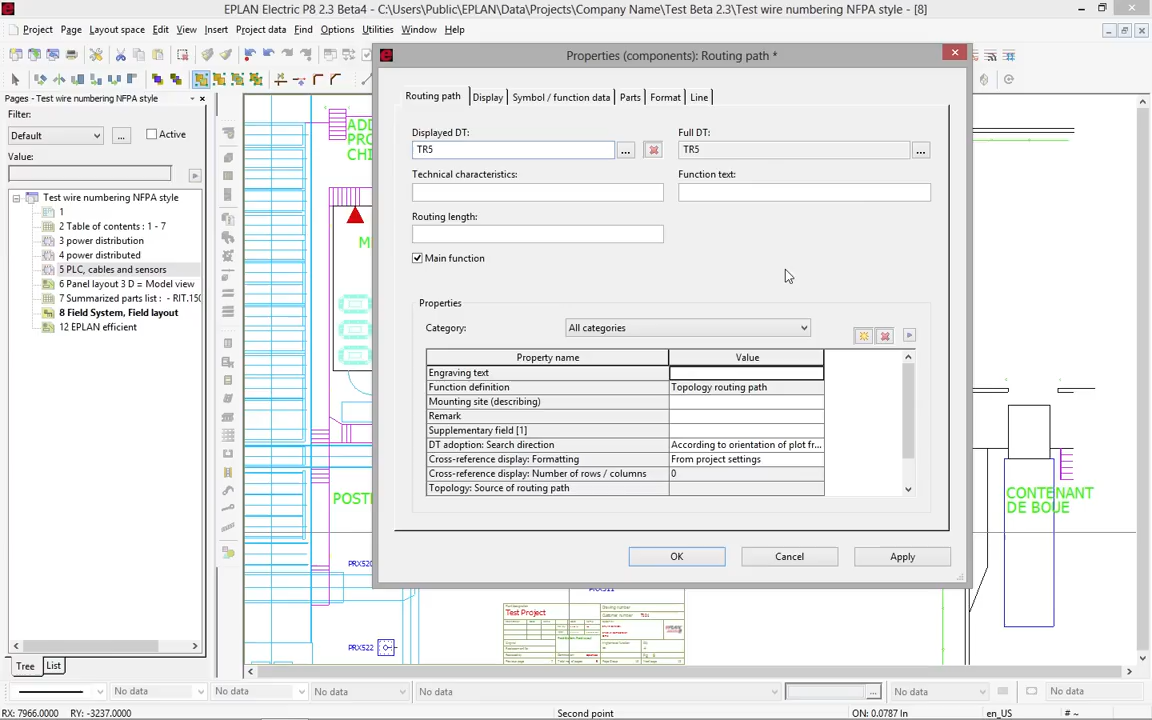 EPLAN Electric P8 2.3 Beta4 - C:\Users\Public\EPLAN\Data\Projects\Company Name\Test Beta 2.3\Test wire numbering NFPA style - [8]
Project Page Layout space Edit View Insert Project data Find Options Utilities Window Help
Pages - Test wire numbering NFPA style
Filter:
Default
...
Active
Value:
Test wire numbering NFPA style
1
2 Table of contents : 1 - 7
3 power distribution
4 power distributed
5 PLC, cables and sensors
6 Panel layout 3 D = Model view
7 Summarized parts list : - RIT.150
8 Field System, Field layout
12 EPLAN efficient
Tree
List
Properties (components): Routing path *
Routing path
Display
Symbol / function data
Parts
Format
Line
Displayed DT:
Full DT:
TR5
...
TR5
...
Technical characteristics:
Function text:
Routing length:
Main function
Properties
Category:
All categories
Property name
Value
Engraving text
Function definition
Topology routing path
Mounting site (describing)
Remark
Supplementary field [1]
DT adoption: Search direction
According to orientation of plot fr...
Cross-reference display: Formatting
From project settings
Cross-reference display: Number of rows / columns
0
Topology: Source of routing path
OK
Cancel
Apply
POSTE
CONTENANT
DE BOUE
PRX522
Test Project
No data
No data
No data
No data
...
No data
No data
RX: 7966.0000
RY: -3237.0000
Second point
ON: 0.0787 In
en_US
# ~